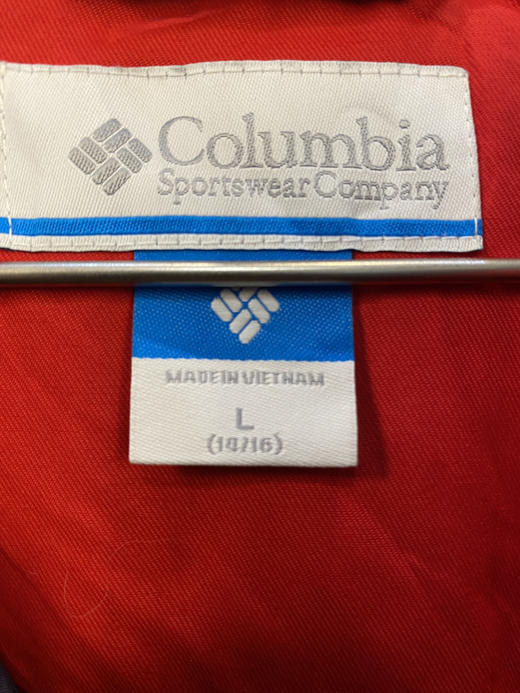 Columbia
Sportswear Company
MADE IN VIETNAM
L
(14/16)